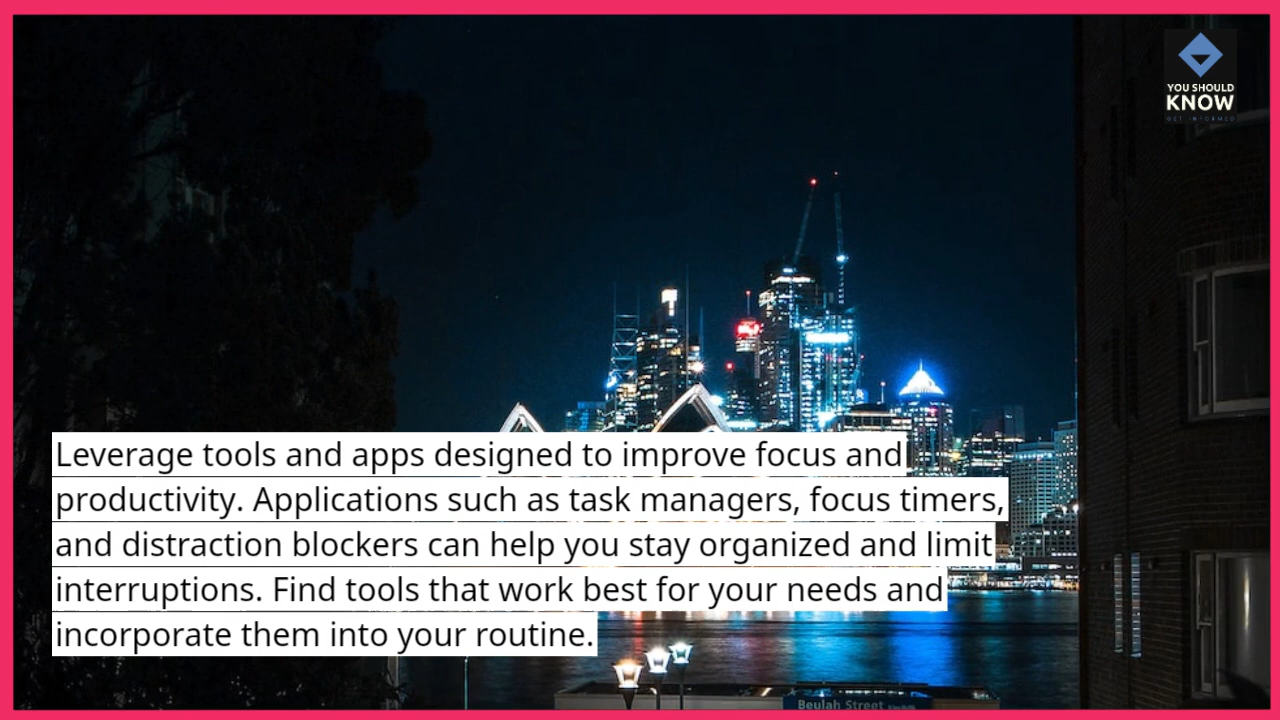 YOU SHOULD
KNOW
GET INFORMED
Leverage tools and apps designed to improve focus and
productivity. Applications such as task managers, focus timers,
and distraction blockers can help you stay organized and limit
interruptions. Find tools that work best for your needs and
incorporate them into your routine.
Beulah Street